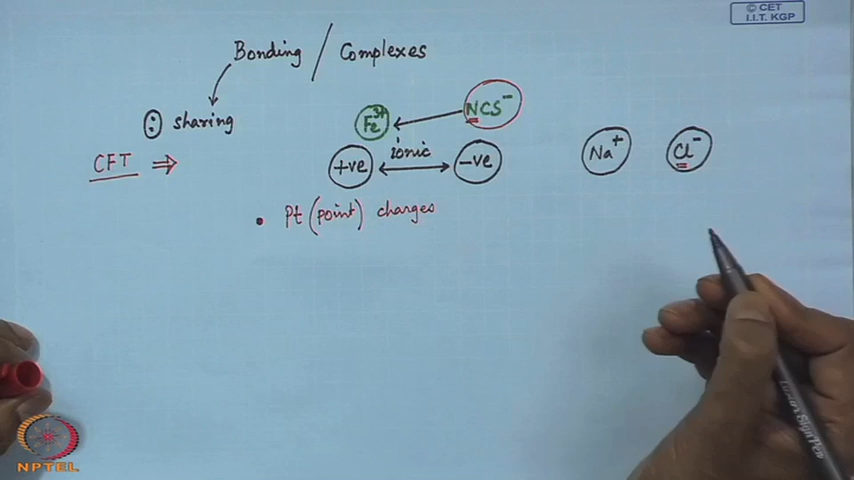 © CET
I.I.T. KGP
Bonding / Complexes
: sharing
Fe3+
NCS-
CFT ⇒
+ve ionic -ve
Na+
Cl-
• Pt (point) charges
NPTEL